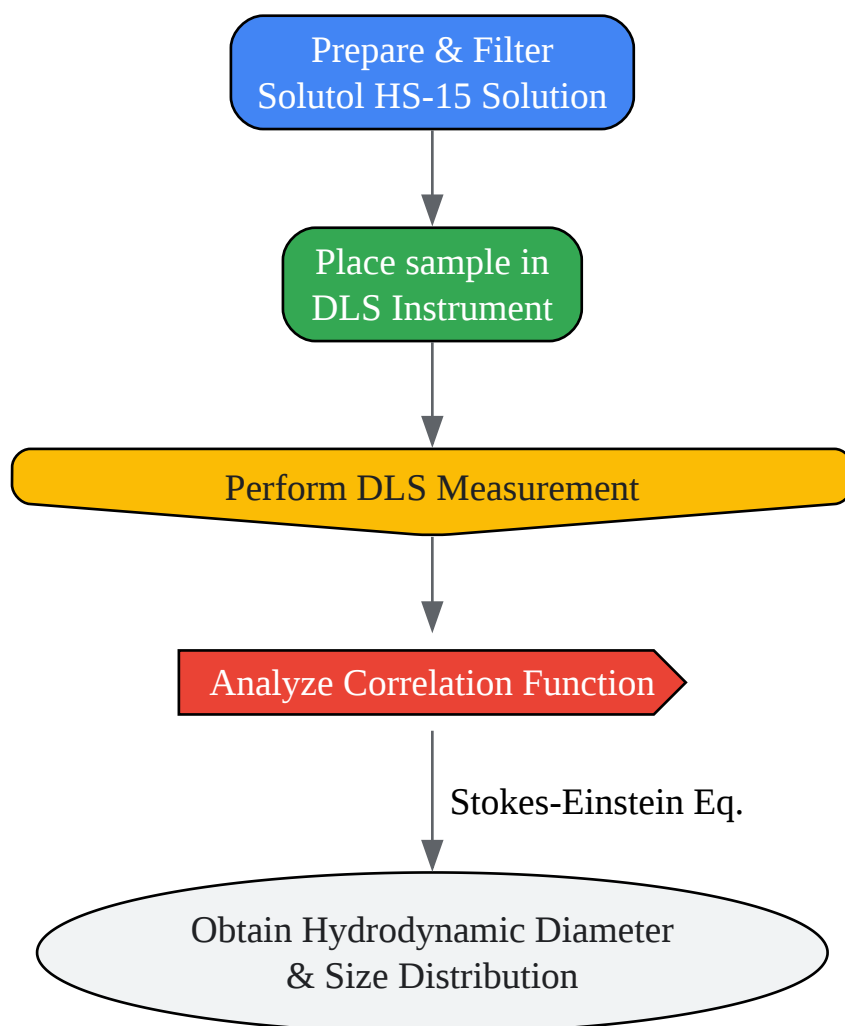 Prepare & Filter
Solutol HS-15 Solution
Place sample in
DLS Instrument
Perform DLS Measurement
Analyze Correlation Function
Stokes-Einstein Eq.
Obtain Hydrodynamic Diameter
& Size Distribution